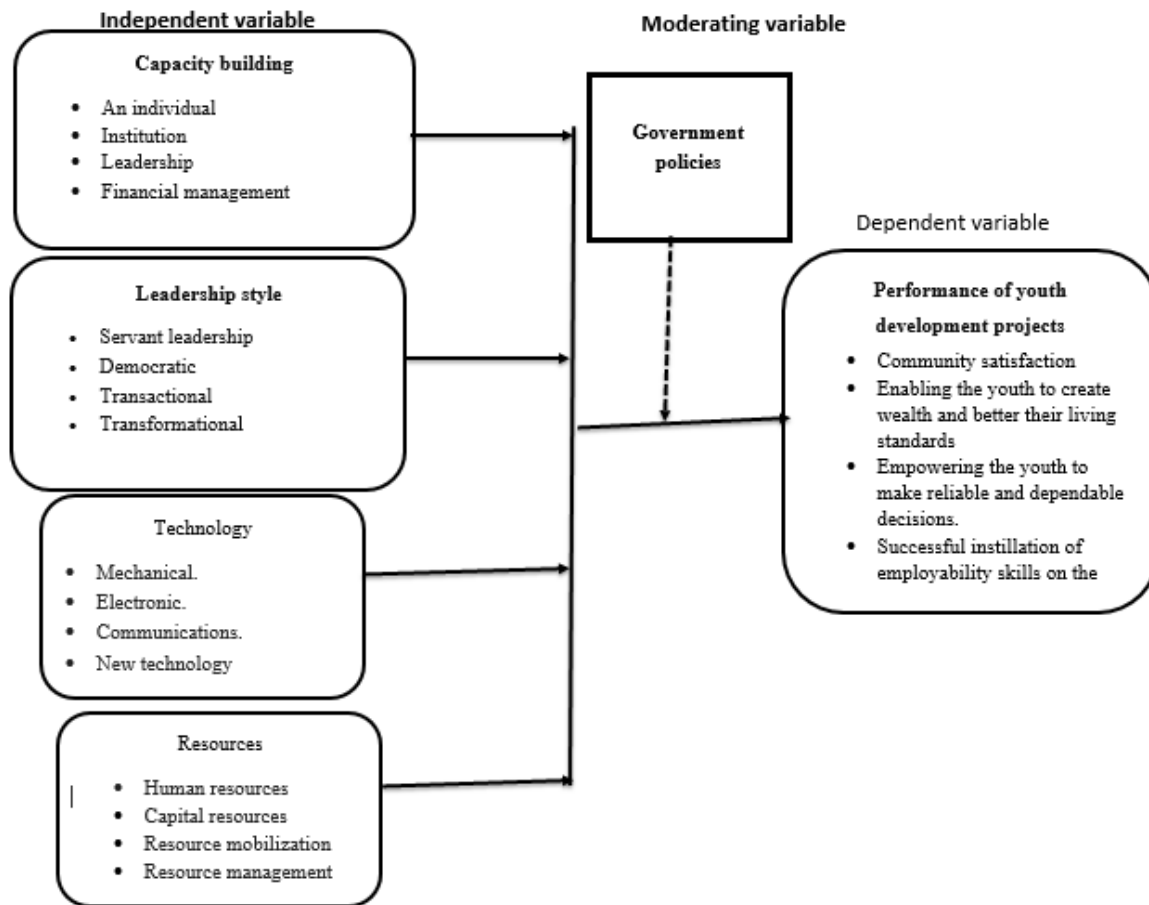 Independent variable
Capacity building
• An individual
• Institution
• Leadership
• Financial management
Leadership style
• Servant leadership
• Democratic
• Transactional
• Transformational
Technology
• Mechanical.
• Electronic.
• Communications.
• New technology
Resources
• Human resources
• Capital resources
• Resource mobilization
• Resource management
Moderating variable
Government
policies
Dependent variable
Performance of youth
development projects
• Community satisfaction
• Enabling the youth to create
wealth and better their living
standards
• Empowering the youth to
make reliable and dependable
decisions.
• Successful instillation of
employability skills on the